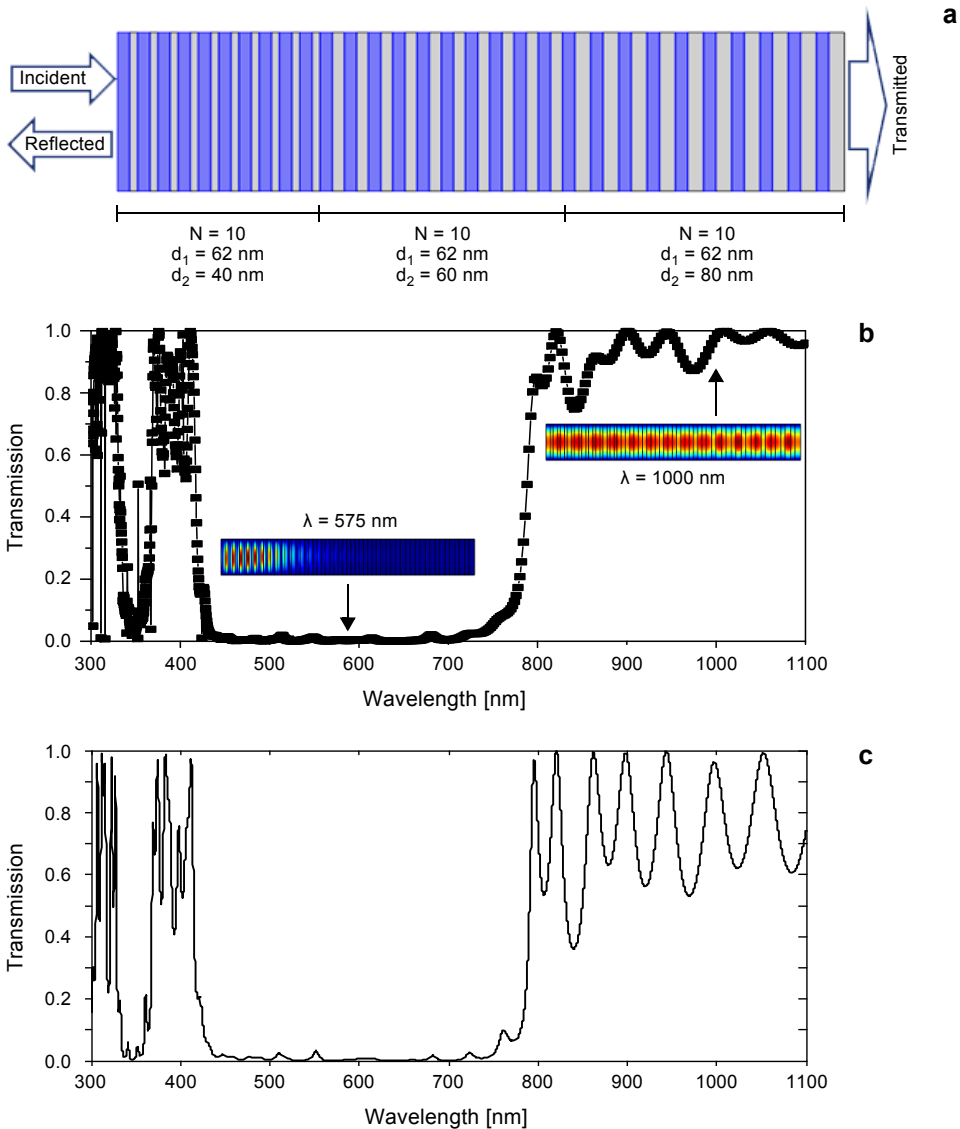 a
Incident
Reflected
Transmitted
N = 10
d1 = 62 nm
d2 = 40 nm
N = 10
d1 = 62 nm
d2 = 60 nm
N = 10
d1 = 62 nm
d2 = 80 nm
b
Transmission
1.0
0.8
0.6
0.4
0.2
0.0
λ = 1000 nm
λ = 575 nm
300 400 500 600 700 800 900 1000 1100
Wavelength [nm]
c
Transmission
1.0
0.8
0.6
0.4
0.2
0.0
300 400 500 600 700 800 900 1000 1100
Wavelength [nm]